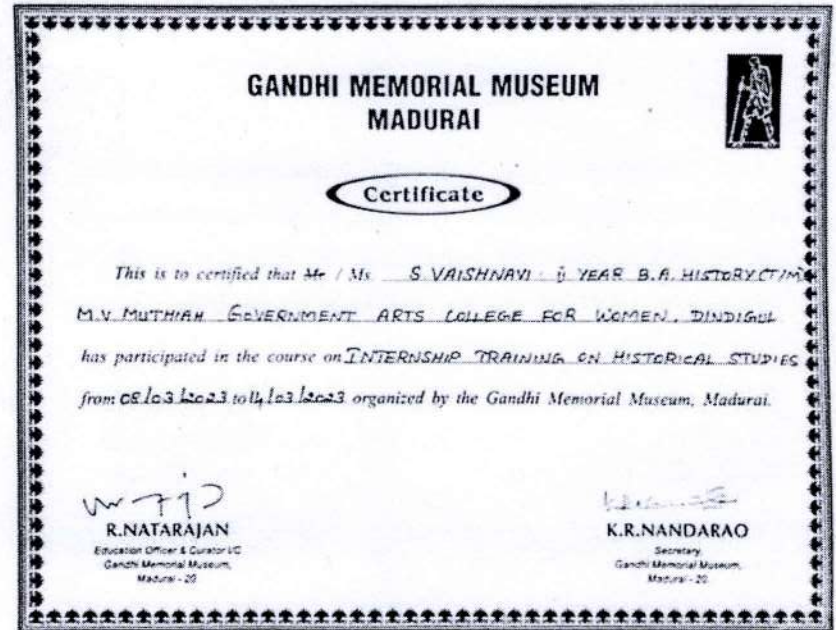 GANDHI MEMORIAL MUSEUM
MADURAI
Certificate
This is to certified that Mr / Ms. S VAISHNAVI ii YEAR B.A. HISTORY (T/M)
M.V MUTHIAH GOVERNMENT ARTS COLLEGE FOR WOMEN. DINDIGUL
has participated in the course on INTERNSHIP TRAINING ON HISTORICAL STUDIES
from 08/03/2023 to 14/03/2023 organized by the Gandhi Memorial Museum, Madurai.
R.NATARAJAN
Education Officer & Curator I/C
Gandhi Memorial Museum,
Madurai - 20
K.R.NANDARAO
Secretary,
Gandhi Memorial Museum,
Madurai - 20.